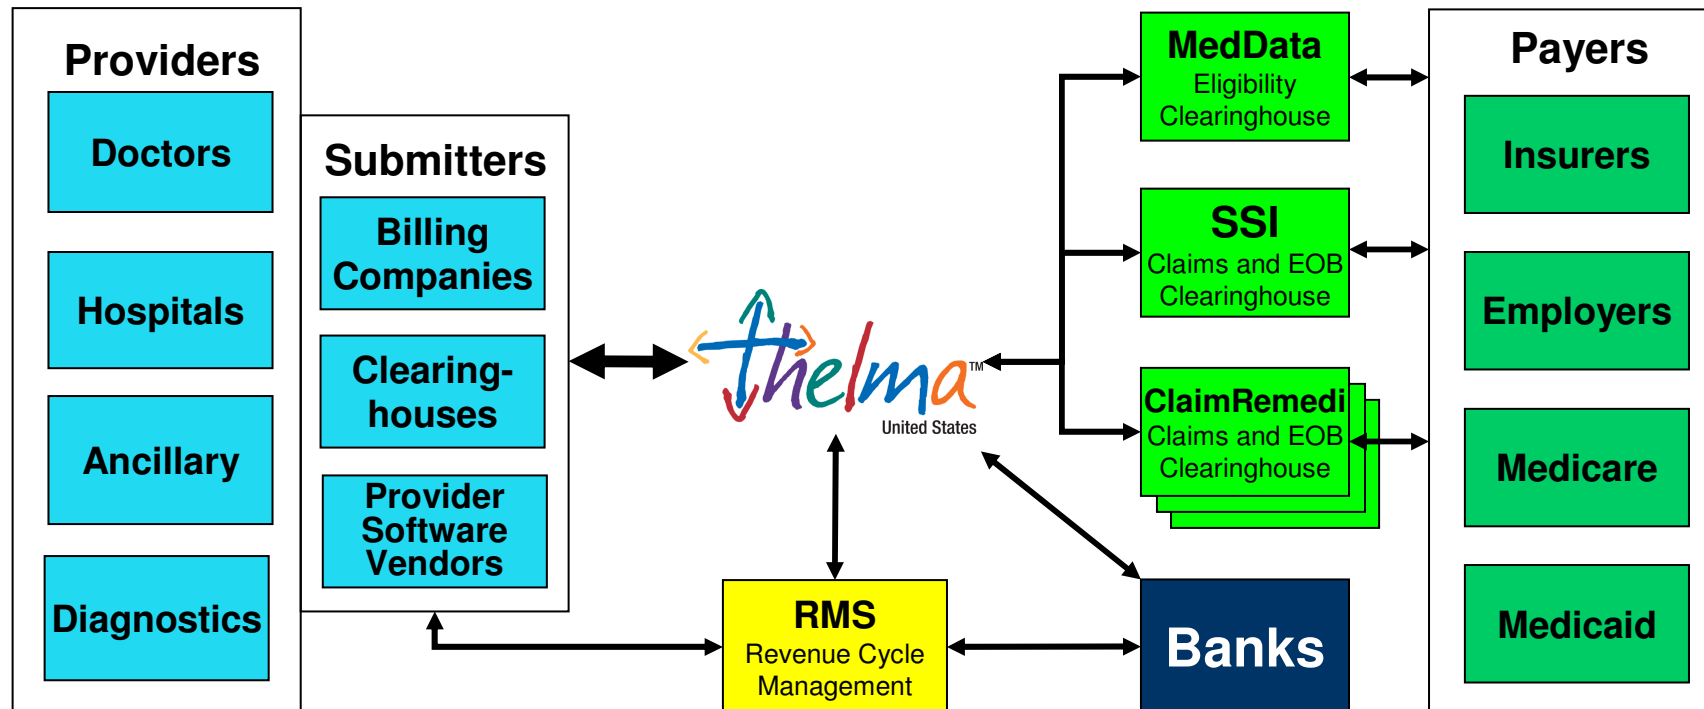 Providers
Doctors
Hospitals
Ancillary
Diagnostics
Submitters
Billing
Companies
Clearing-
houses
Provider
Software
Vendors
thelma™
United States
RMS
Revenue Cycle
Management
MedData
Eligibility
Clearinghouse
SSI
Claims and EOB
Clearinghouse
ClaimRemedi
Claims and EOB
Clearinghouse
Banks
Payers
Insurers
Employers
Medicare
Medicaid